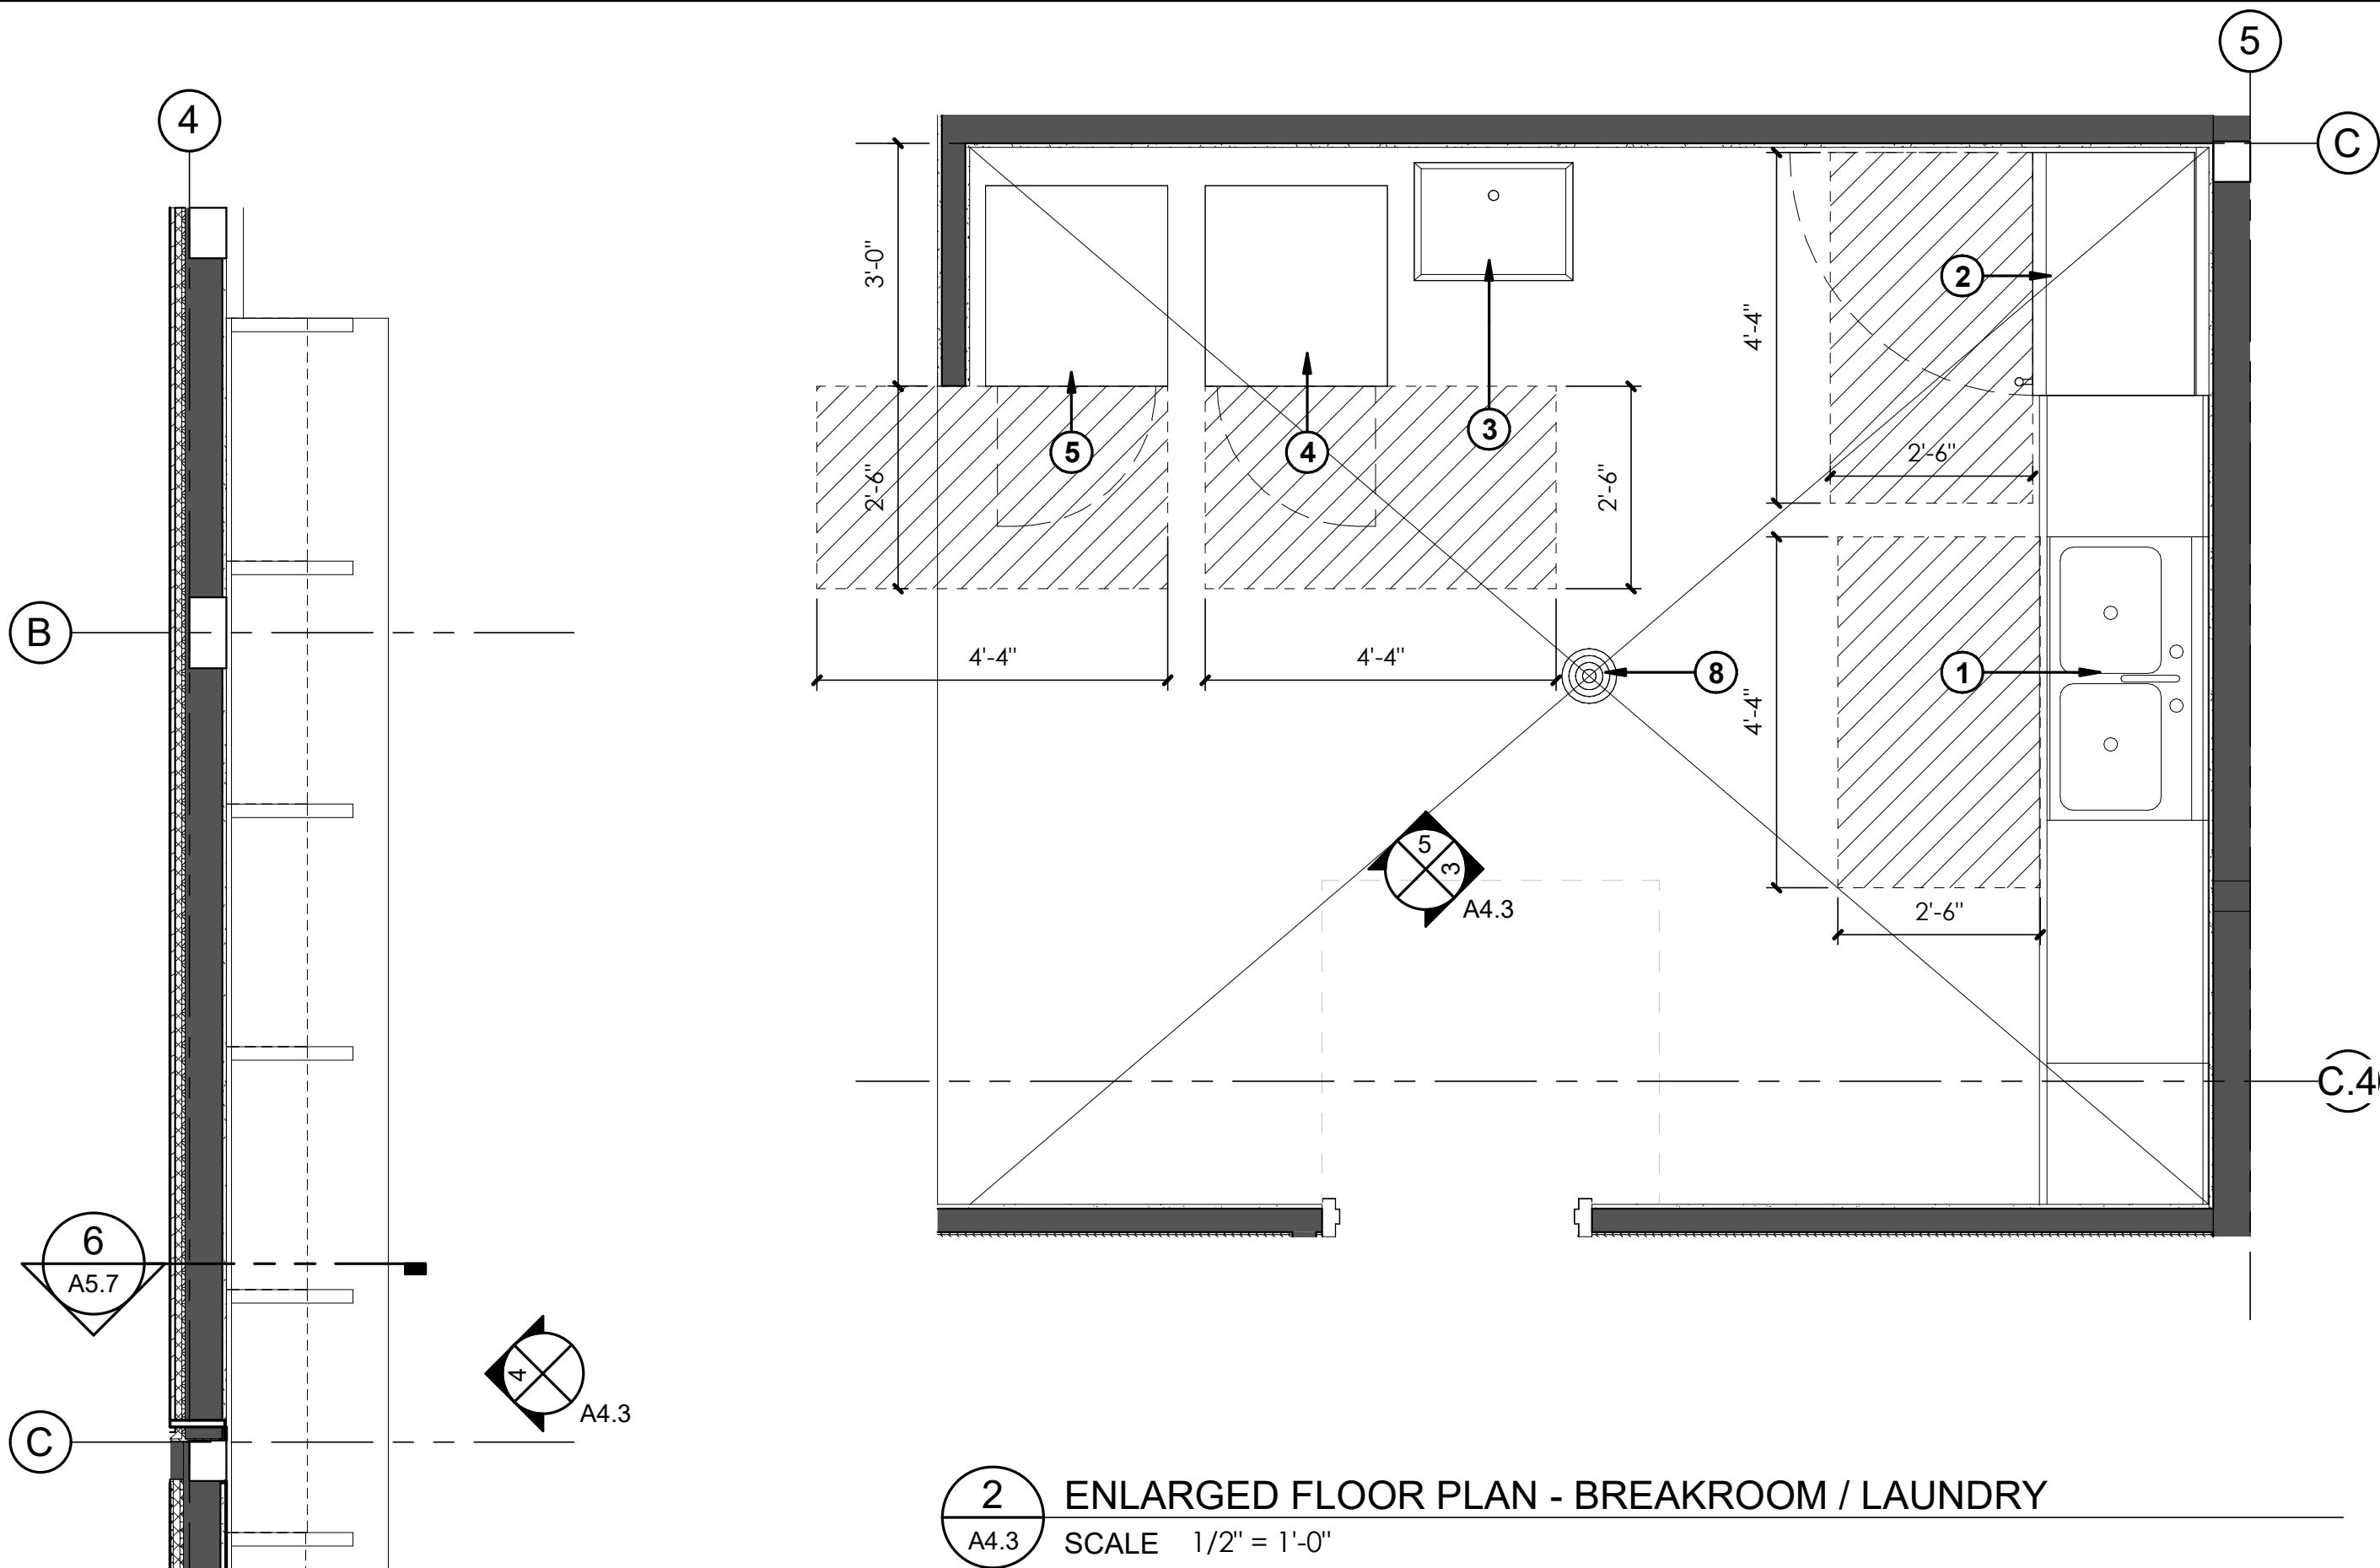 5
4
C
3'-0"
4'-4"
2
3
5
4
2'-6"
2'-6"
2'-6"
B
4'-4"
4'-4"
8
1
4'-4"
5
3
A4.3
2'-6"
C.4
6
A5.7
4
A4.3
C
2
ENLARGED FLOOR PLAN - BREAKROOM / LAUNDRY
A4.3
SCALE 1/2" = 1'-0"